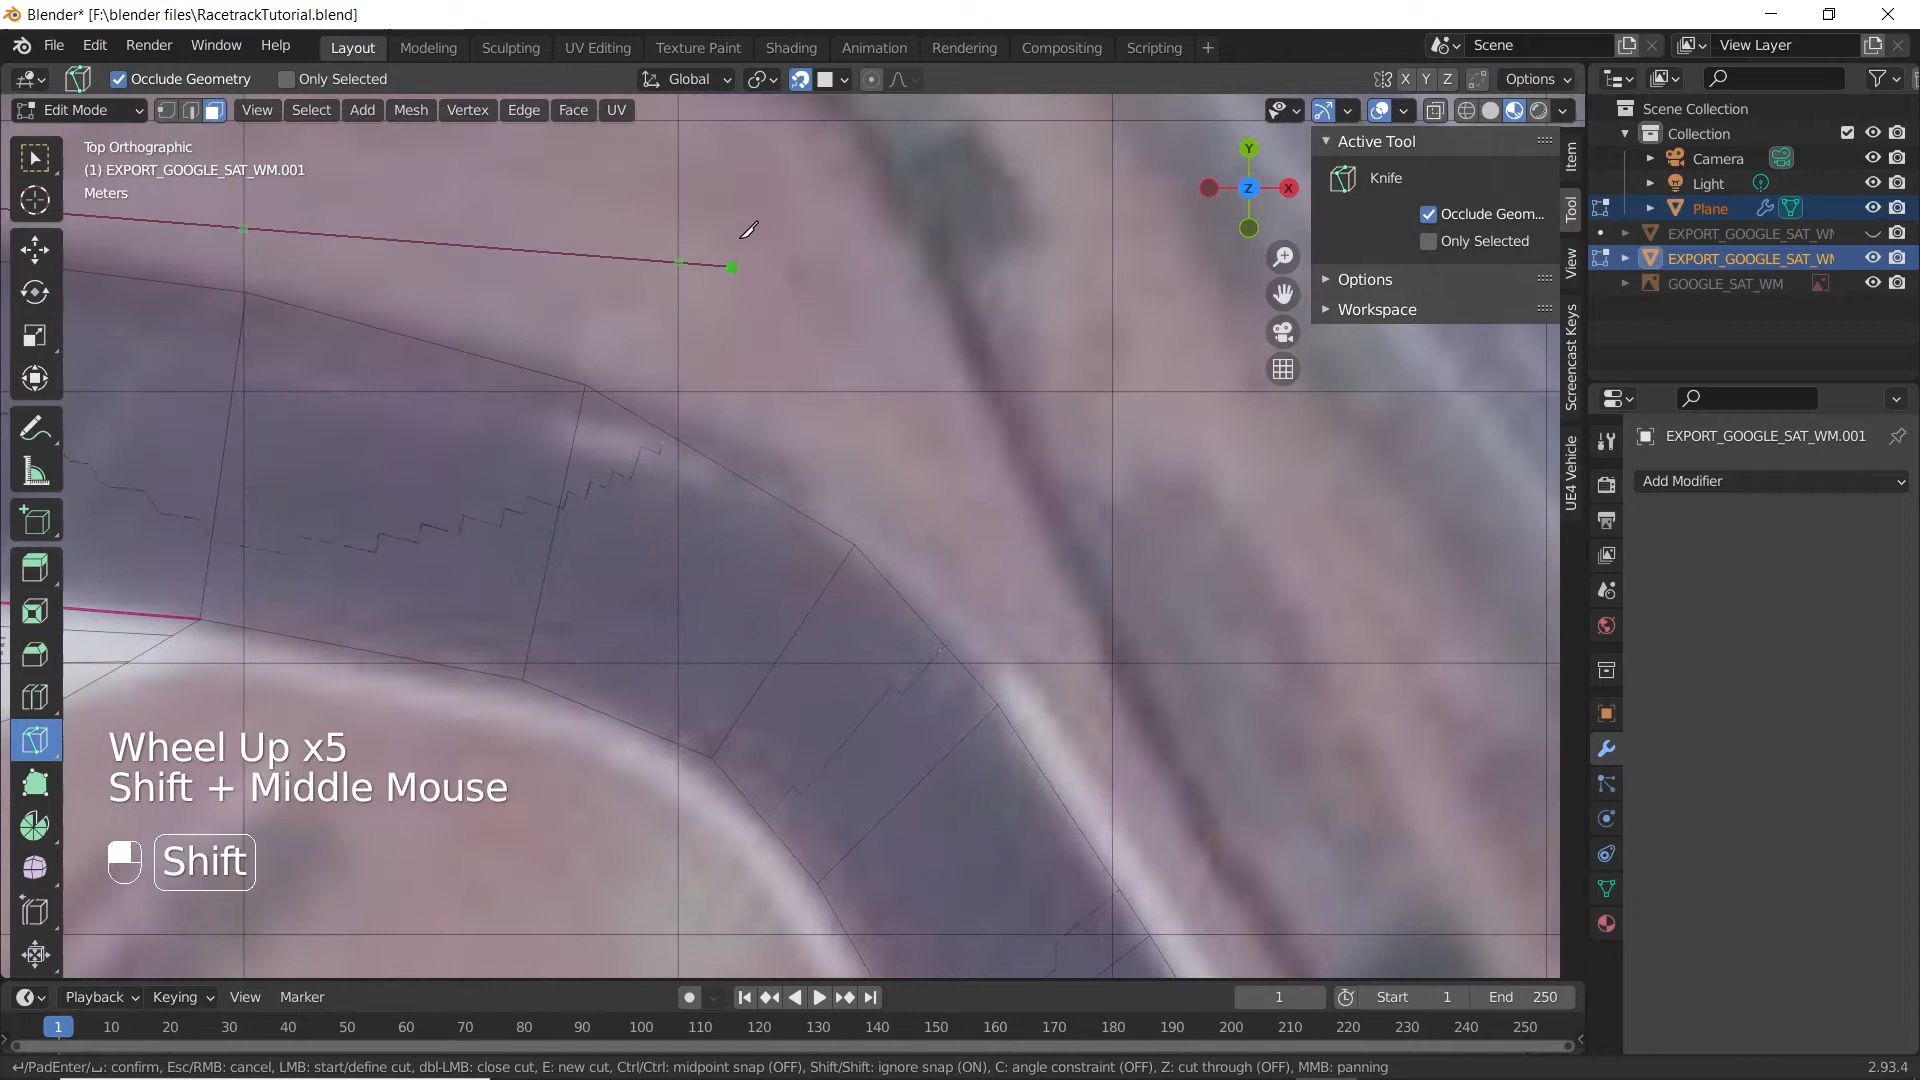 Blender* [F:\blender files\RacetrackTutorial.blend]
File Edit Render Window Help Layout Modeling Sculpting UV Editing Texture Paint Shading Animation Rendering Compositing Scripting + Scene View Layer
Occlude Geometry Only Selected Global X Y Z Options
Edit Mode View Select Add Mesh Vertex Edge Face UV
Top Orthographic
(1) EXPORT_GOOGLE_SAT_WM.001
Meters
Y
Z X
Active Tool
Knife
Occlude Geom...
Only Selected
Options
Workspace
Item
Tool
View
Screencast Keys
UE4 Vehicle
Scene Collection
Collection
Camera
Light
Plane
EXPORT_GOOGLE_SAT_WM
EXPORT_GOOGLE_SAT_WM
GOOGLE_SAT_WM
EXPORT_GOOGLE_SAT_WM.001
Add Modifier
Wheel Up x5
Shift + Middle Mouse
Shift
Playback Keying View Marker 1 Start 1 End 250
1 10 20 30 40 50 60 70 80 90 100 110 120 130 140 150 160 170 180 190 200 210 220 230 240 250
↵/PadEnter/␣: confirm, Esc/RMB: cancel, LMB: start/define cut, dbl-LMB: close cut, E: new cut, Ctrl/Ctrl: midpoint snap (OFF), Shift/Shift: ignore snap (ON), C: angle constraint (OFF), Z: cut through (OFF), MMB: panning 2.93.4